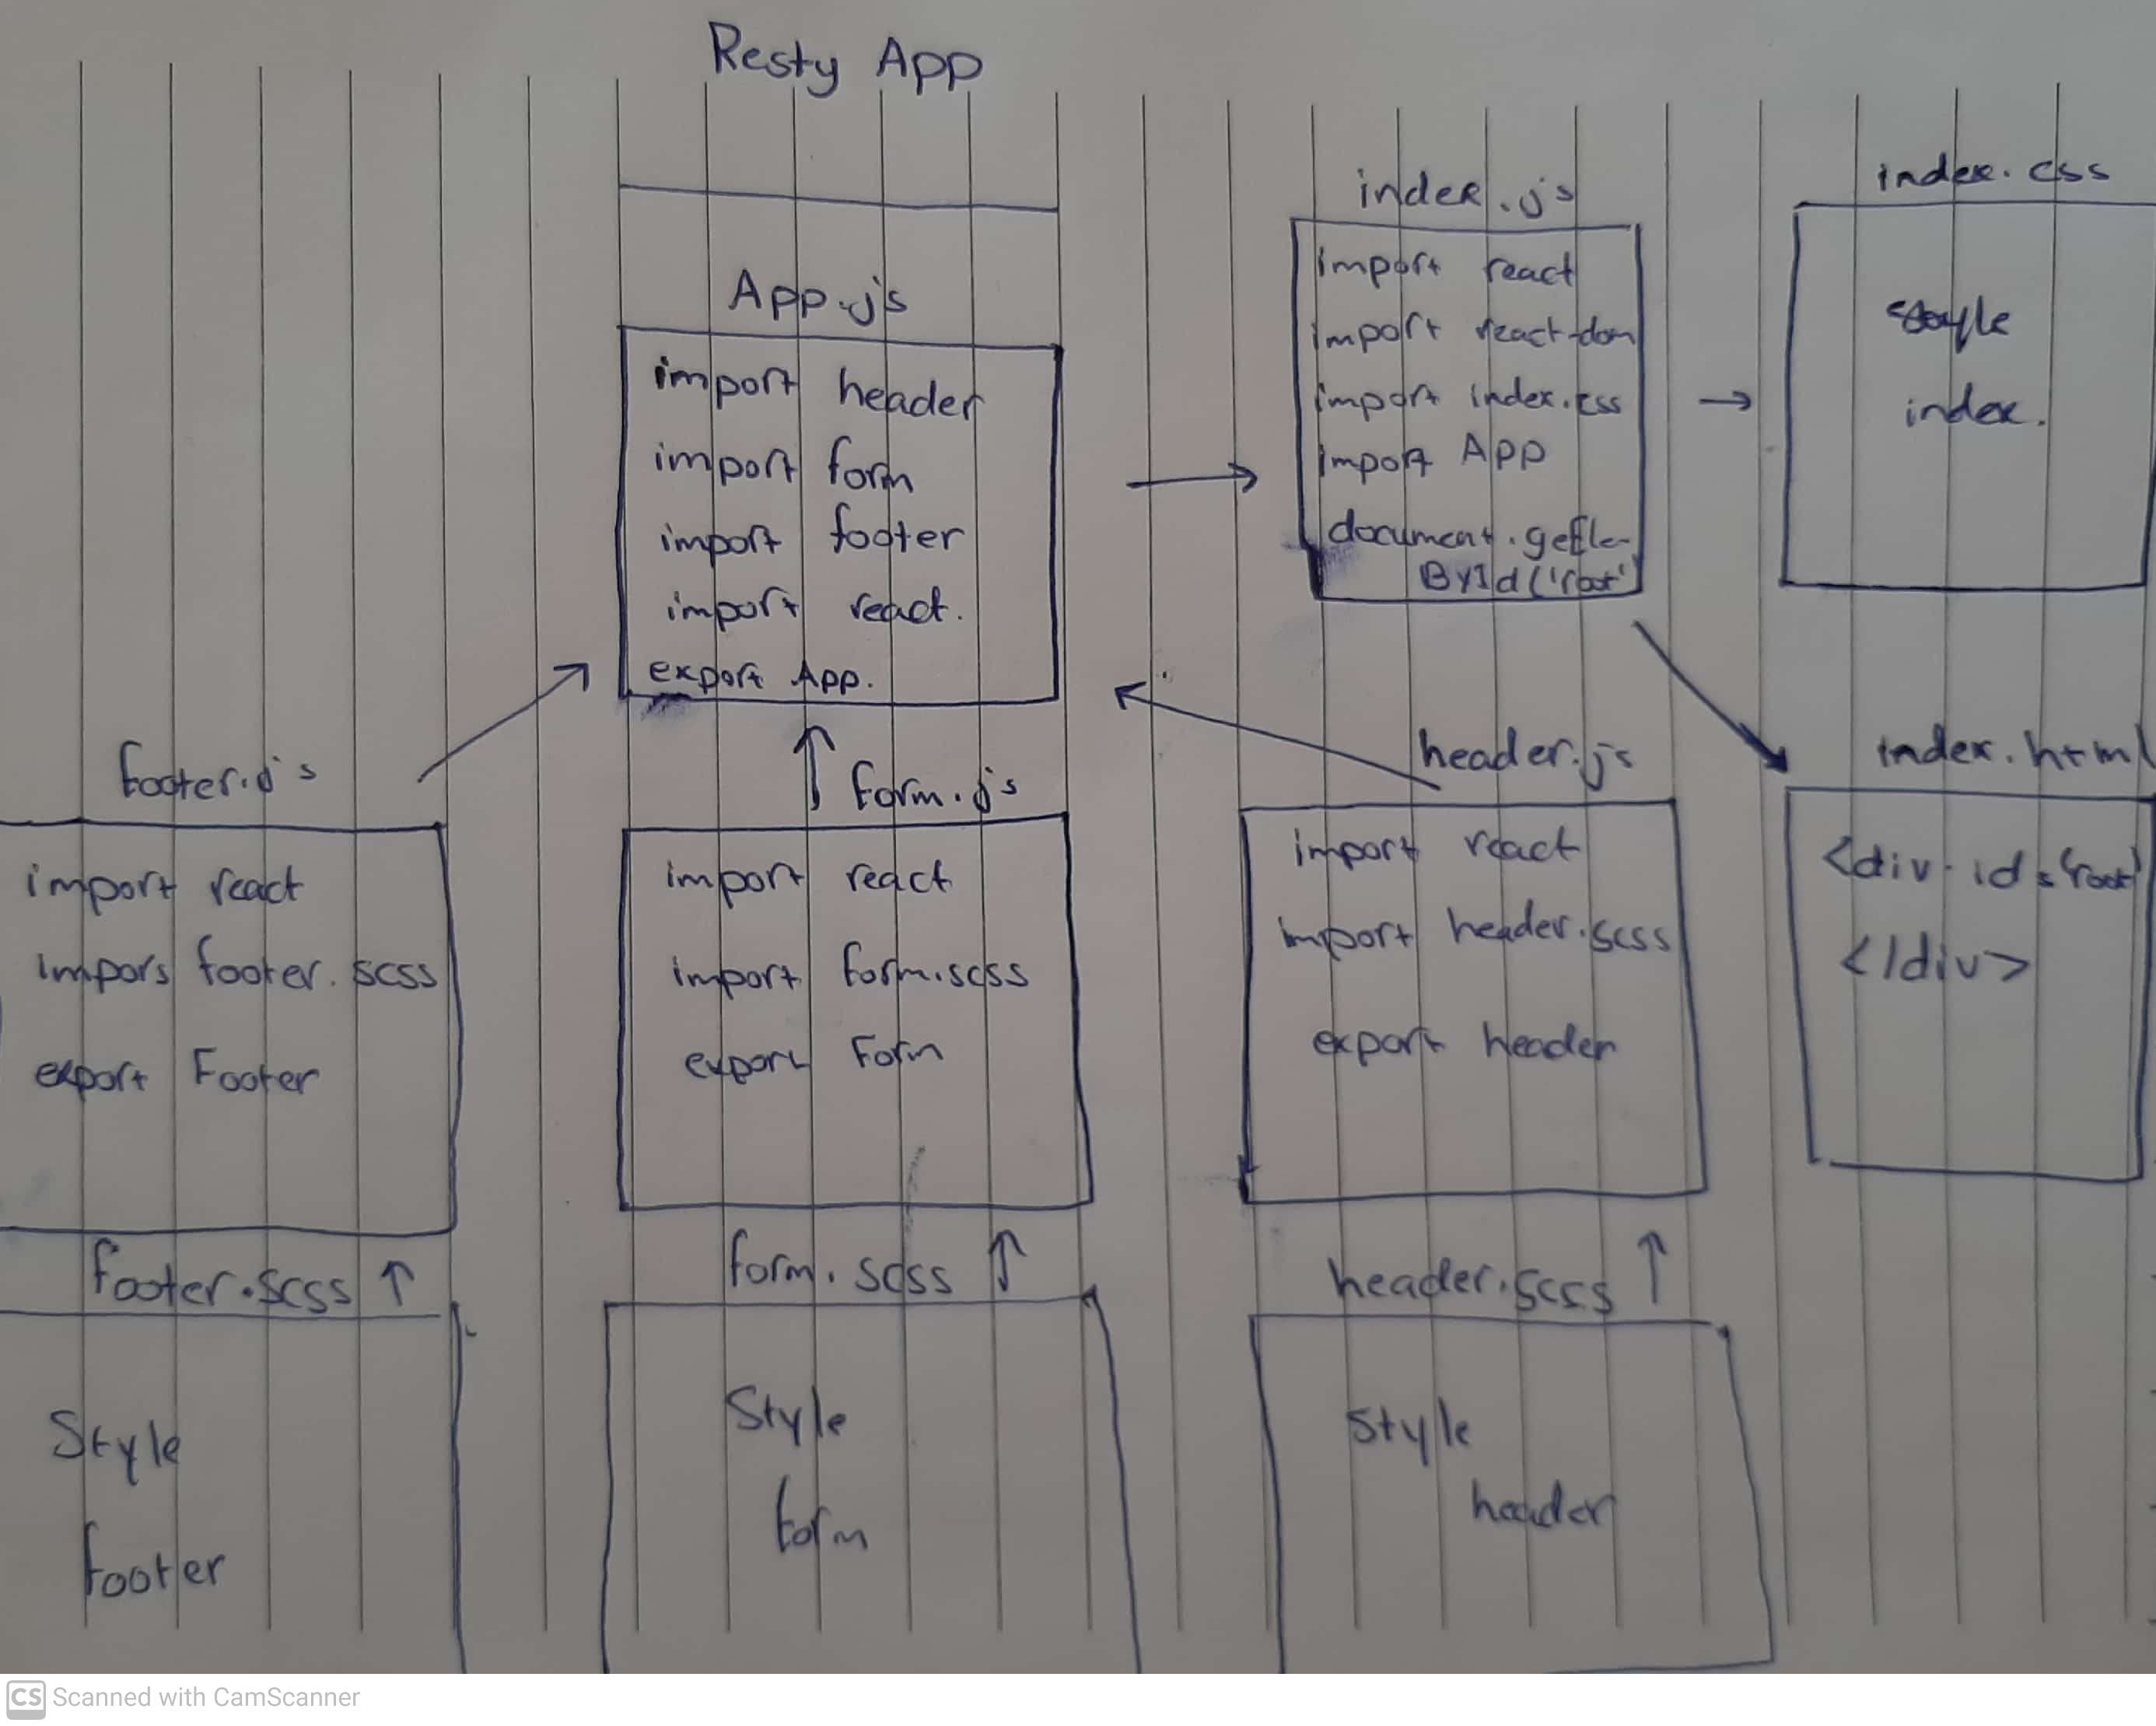 Resty App
App.js
import header
import form
import footer
import react.
export App.
index.js
import react
import react-dom
import index.css
import App
document.getEle-
ById('root')
index.css
style
index.
footer.js
import react
impors footer.scss
export Footer
form.js
import react
import form.scss
export Form
header.js
import react
import header.scss
export header
index.html
<div id='root'
</div>
footer.scss
Style
footer
form.scss
Style
form
header.scss
Style
header
CS Scanned with CamScanner